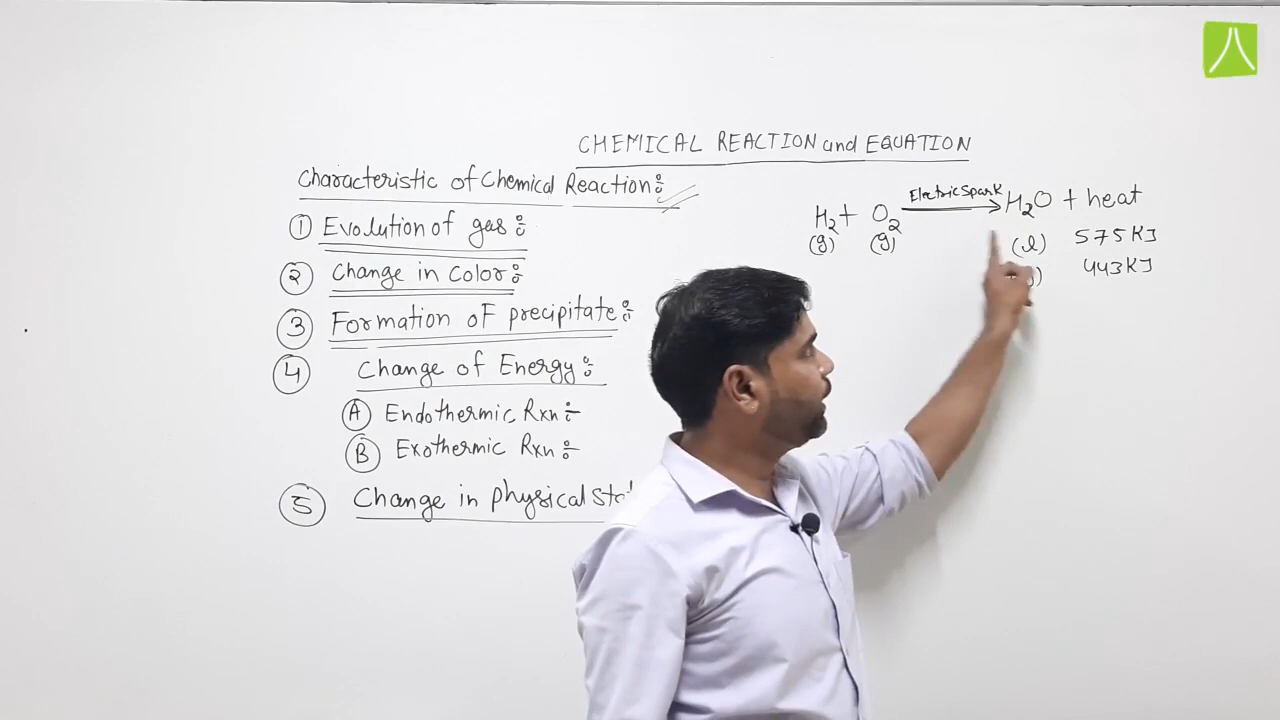 CHEMICAL REACTION and EQUATION
Characteristic of Chemical Reaction:
① Evolution of gas:
② Change in Color:
③ Formation of precipitate:
④ Change of Energy:-
Ⓐ Endothermic Rxn:-
Ⓑ Exothermic Rxn:-
⑤ Change in physical
Electric Spark
H₂ + O₂ → H₂O + heat
(g) (g) (l) 575 KJ
443 KJ